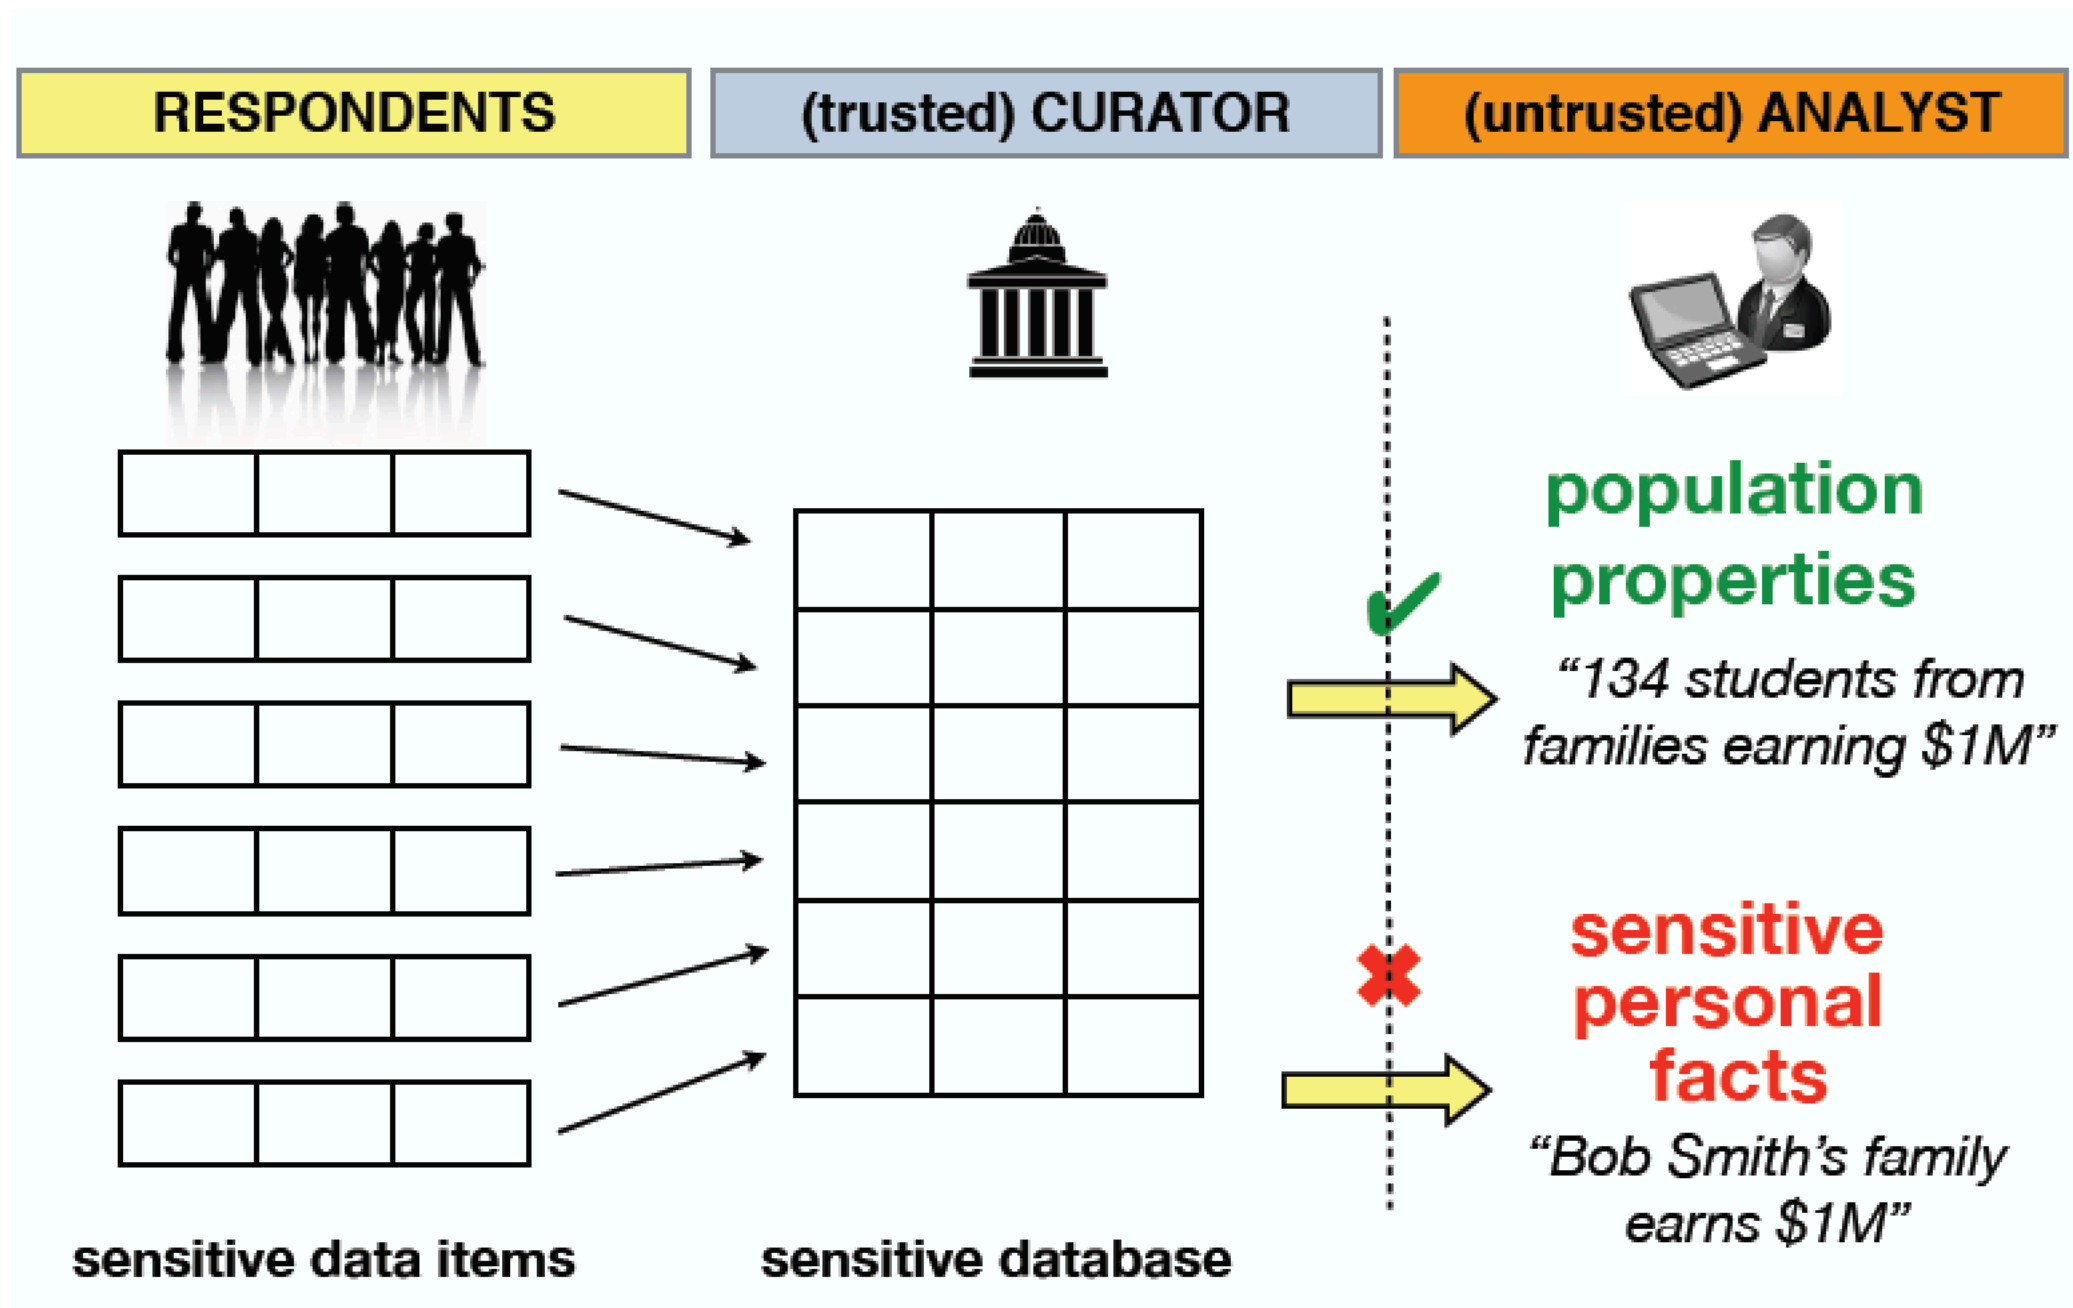 RESPONDENTS
(trusted) CURATOR
(untrusted) ANALYST
population
properties
“134 students from
families earning $1M”
sensitive
personal
facts
“Bob Smith’s family
earns $1M”
sensitive data items
sensitive database